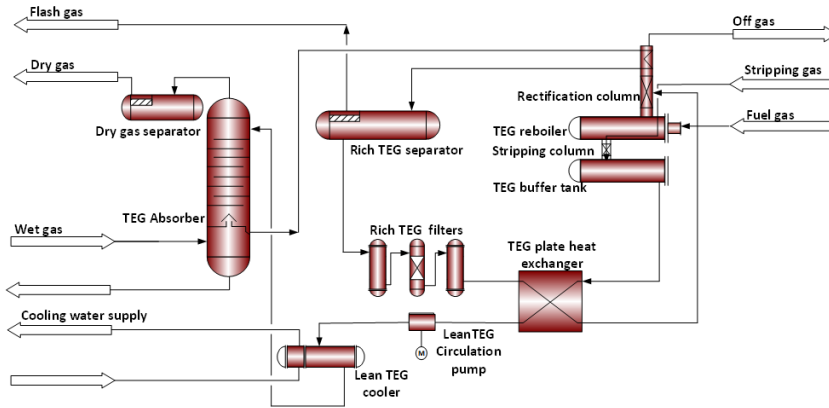 Flash gas
Off gas
Dry gas
Stripping gas
Rectification column
Dry gas separator
Fuel gas
TEG reboiler
Rich TEG separator
Stripping column
TEG buffer tank
TEG Absorber
Rich TEG filters
Wet gas
TEG plate heat
exchanger
Cooling water supply
LeanTEG
Circulation
pump
M
Lean TEG
cooler